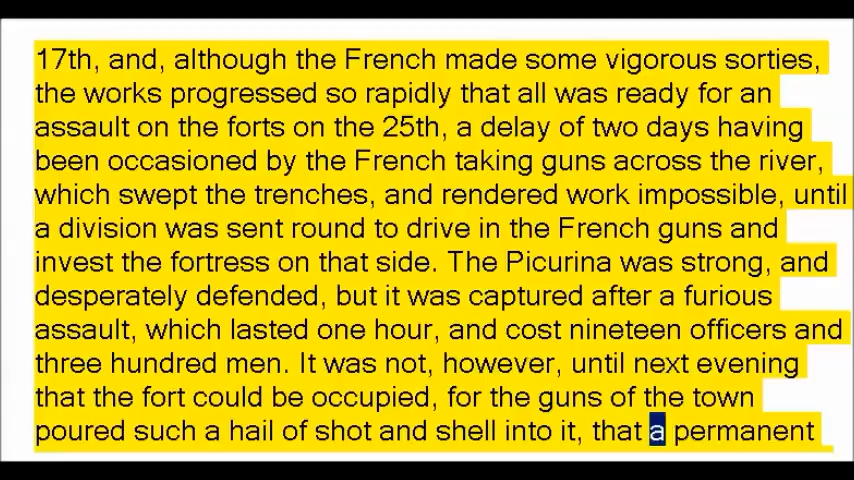 17th, and, although the French made some vigorous sorties,
the works progressed so rapidly that all was ready for an
assault on the forts on the 25th, a delay of two days having
been occasioned by the French taking guns across the river,
which swept the trenches, and rendered work impossible, until
a division was sent round to drive in the French guns and
invest the fortress on that side. The Picurina was strong, and
desperately defended, but it was captured after a furious
assault, which lasted one hour, and cost nineteen officers and
three hundred men. It was not, however, until next evening
that the fort could be occupied, for the guns of the town
poured such a hail of shot and shell into it, that a permanent